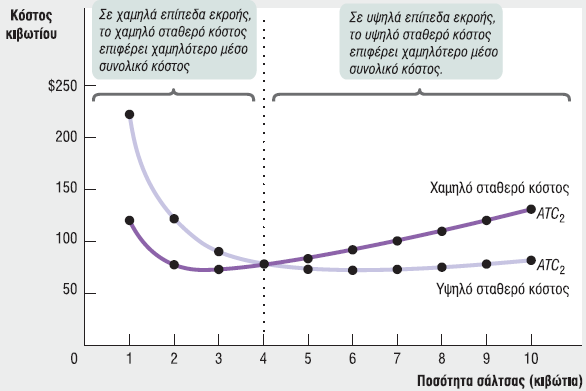 Κόστος
κιβωτίου
Σε χαμηλά επίπεδα εκροής,
το χαμηλό σταθερό κόστος
επιφέρει χαμηλότερο μέσο
συνολικό κόστος
Σε υψηλά επίπεδα εκροής,
το υψηλό σταθερό κόστος
επιφέρει χαμηλότερο μέσο
συνολικό κόστος.
$250
200
150
100
50
Χαμηλό σταθερό κόστος
ATC2
ATC2
Υψηλό σταθερό κόστος
0 1 2 3 4 5 6 7 8 9 10
Ποσότητα σάλτσας (κιβώτια)